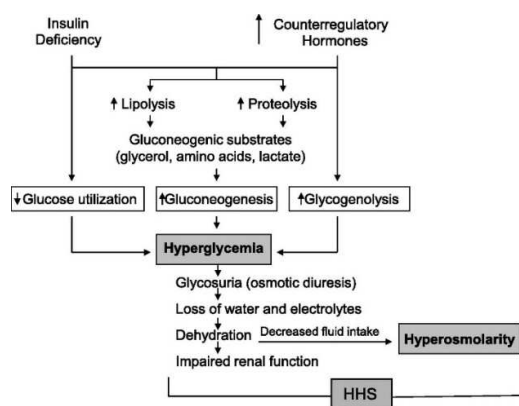 Insulin
Deficiency
↑ Counterregulatory
Hormones
↑ Lipolysis
↑ Proteolysis
Gluconeogenic substrates
(glycerol, amino acids, lactate)
↓ Glucose utilization
↑Gluconeogenesis
↑Glycogenolysis
Hyperglycemia
Glycosuria (osmotic diuresis)
Loss of water and electrolytes
Dehydration
Decreased fluid intake
Hyperosmolarity
Impaired renal function
HHS